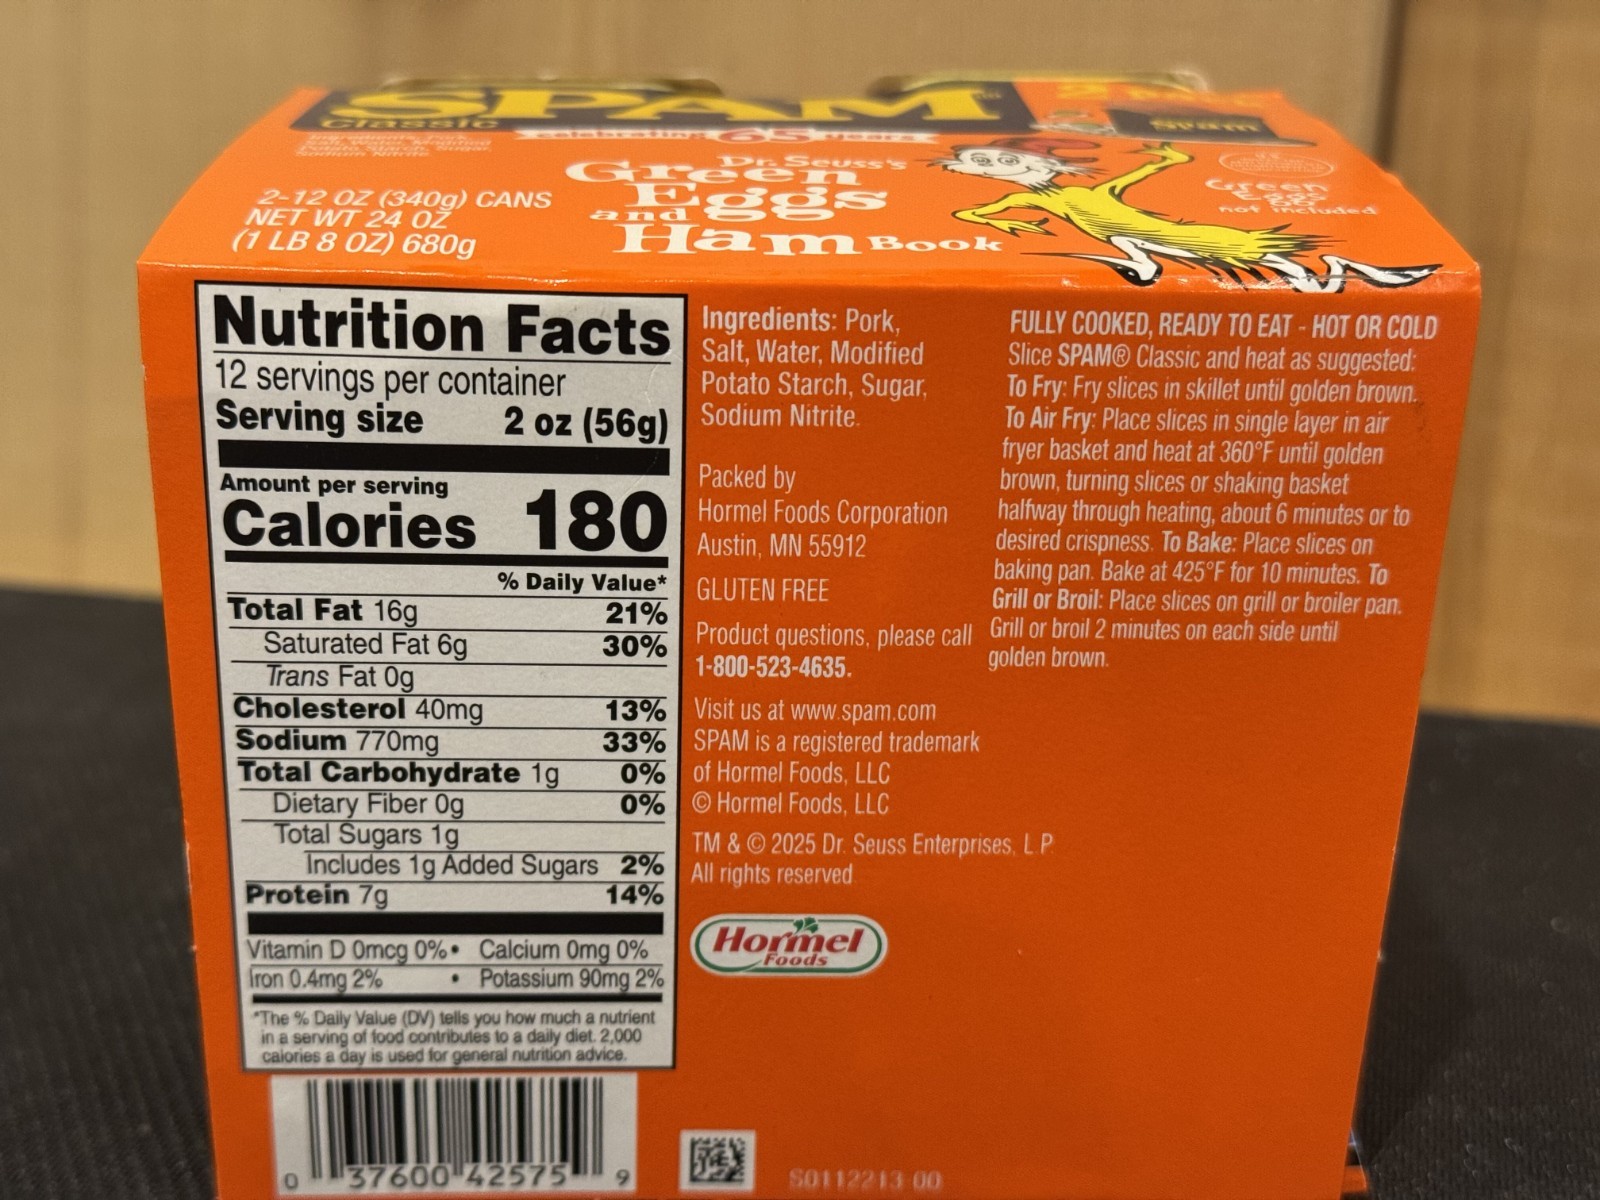 SPAM
Classic
celebrating 65 years
Ingredients: Pork,
Salt, Water, Modified
Potato Starch, Sugar,
Sodium Nitrite.
Dr. Seuss's
Green
Eggs
and
Ham Book
2-12 OZ (340g) CANS
NET WT 24 OZ
(1 LB 8 OZ) 680g
Spam
Green
Eggs
not included
Nutrition Facts
12 servings per container
Serving size 2 oz (56g)
Amount per serving
Calories 180
% Daily Value*
Total Fat 16g 21%
Saturated Fat 6g 30%
Trans Fat 0g
Cholesterol 40mg 13%
Sodium 770mg 33%
Total Carbohydrate 1g 0%
Dietary Fiber 0g 0%
Total Sugars 1g
Includes 1g Added Sugars 2%
Protein 7g 14%
Vitamin D 0mcg 0% • Calcium 0mg 0%
Iron 0.4mg 2% • Potassium 90mg 2%
*The % Daily Value (DV) tells you how much a nutrient
in a serving of food contributes to a daily diet. 2,000
calories a day is used for general nutrition advice.
0 37600 42575 9
Ingredients: Pork,
Salt, Water, Modified
Potato Starch, Sugar,
Sodium Nitrite.
Packed by
Hormel Foods Corporation
Austin, MN 55912
GLUTEN FREE
Product questions, please call
1-800-523-4635.
Visit us at www.spam.com
SPAM is a registered trademark
of Hormel Foods, LLC
© Hormel Foods, LLC
TM & © 2025 Dr. Seuss Enterprises, L.P.
All rights reserved
Hormel
Foods
S0112213-00
FULLY COOKED, READY TO EAT - HOT OR COLD
Slice SPAM® Classic and heat as suggested:
To Fry: Fry slices in skillet until golden brown.
To Air Fry: Place slices in single layer in air
fryer basket and heat at 360°F until golden
brown, turning slices or shaking basket
halfway through heating, about 6 minutes or to
desired crispness. To Bake: Place slices on
baking pan. Bake at 425°F for 10 minutes. To
Grill or Broil: Place slices on grill or broiler pan.
Grill or broil 2 minutes on each side until
golden brown.